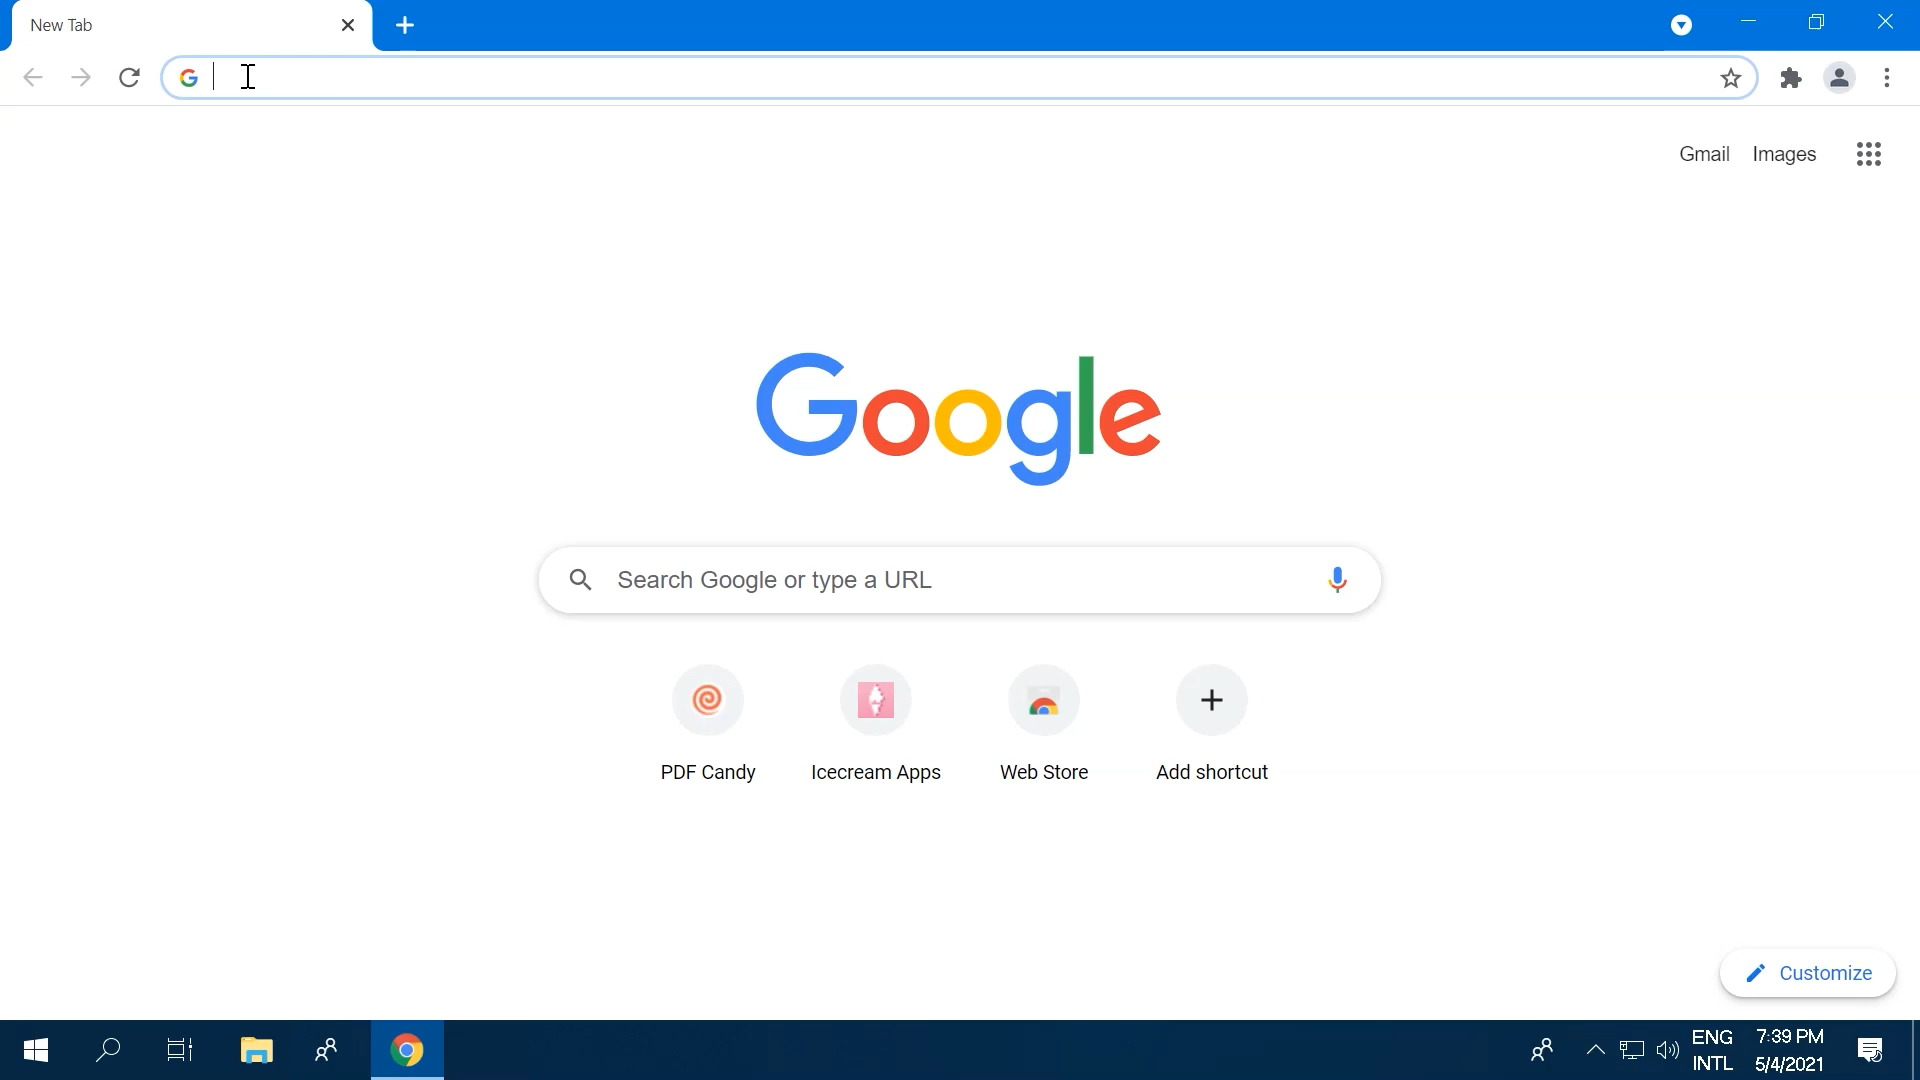 New Tab
Gmail Images
Google
Search Google or type a URL
PDF Candy Icecream Apps Web Store Add shortcut
Customize
ENG 7:39 PM
INTL 5/4/2021